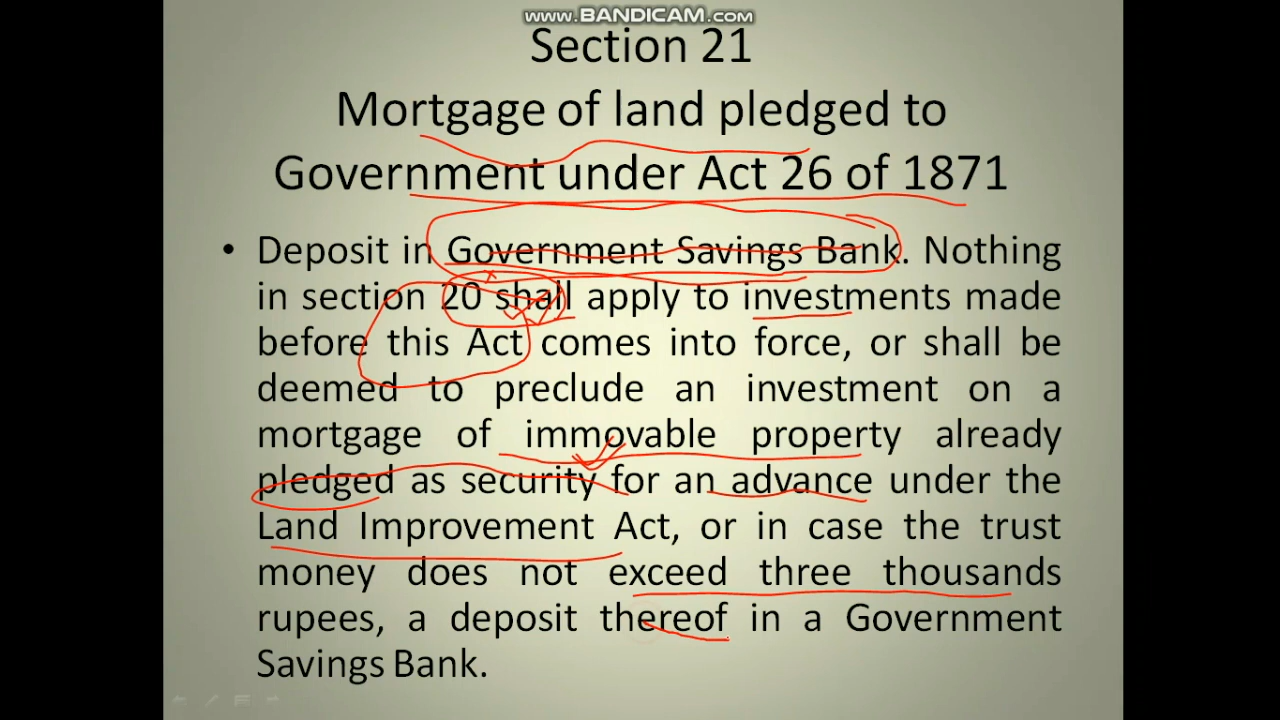 www.BANDICAM.com
Section 21
Mortgage of land pledged to
Government under Act 26 of 1871
• Deposit in Government Savings Bank. Nothing
in section 20 shall apply to investments made
before this Act comes into force, or shall be
deemed to preclude an investment on a
mortgage of immovable property already
pledged as security for an advance under the
Land Improvement Act, or in case the trust
money does not exceed three thousands
rupees, a deposit thereof in a Government
Savings Bank.